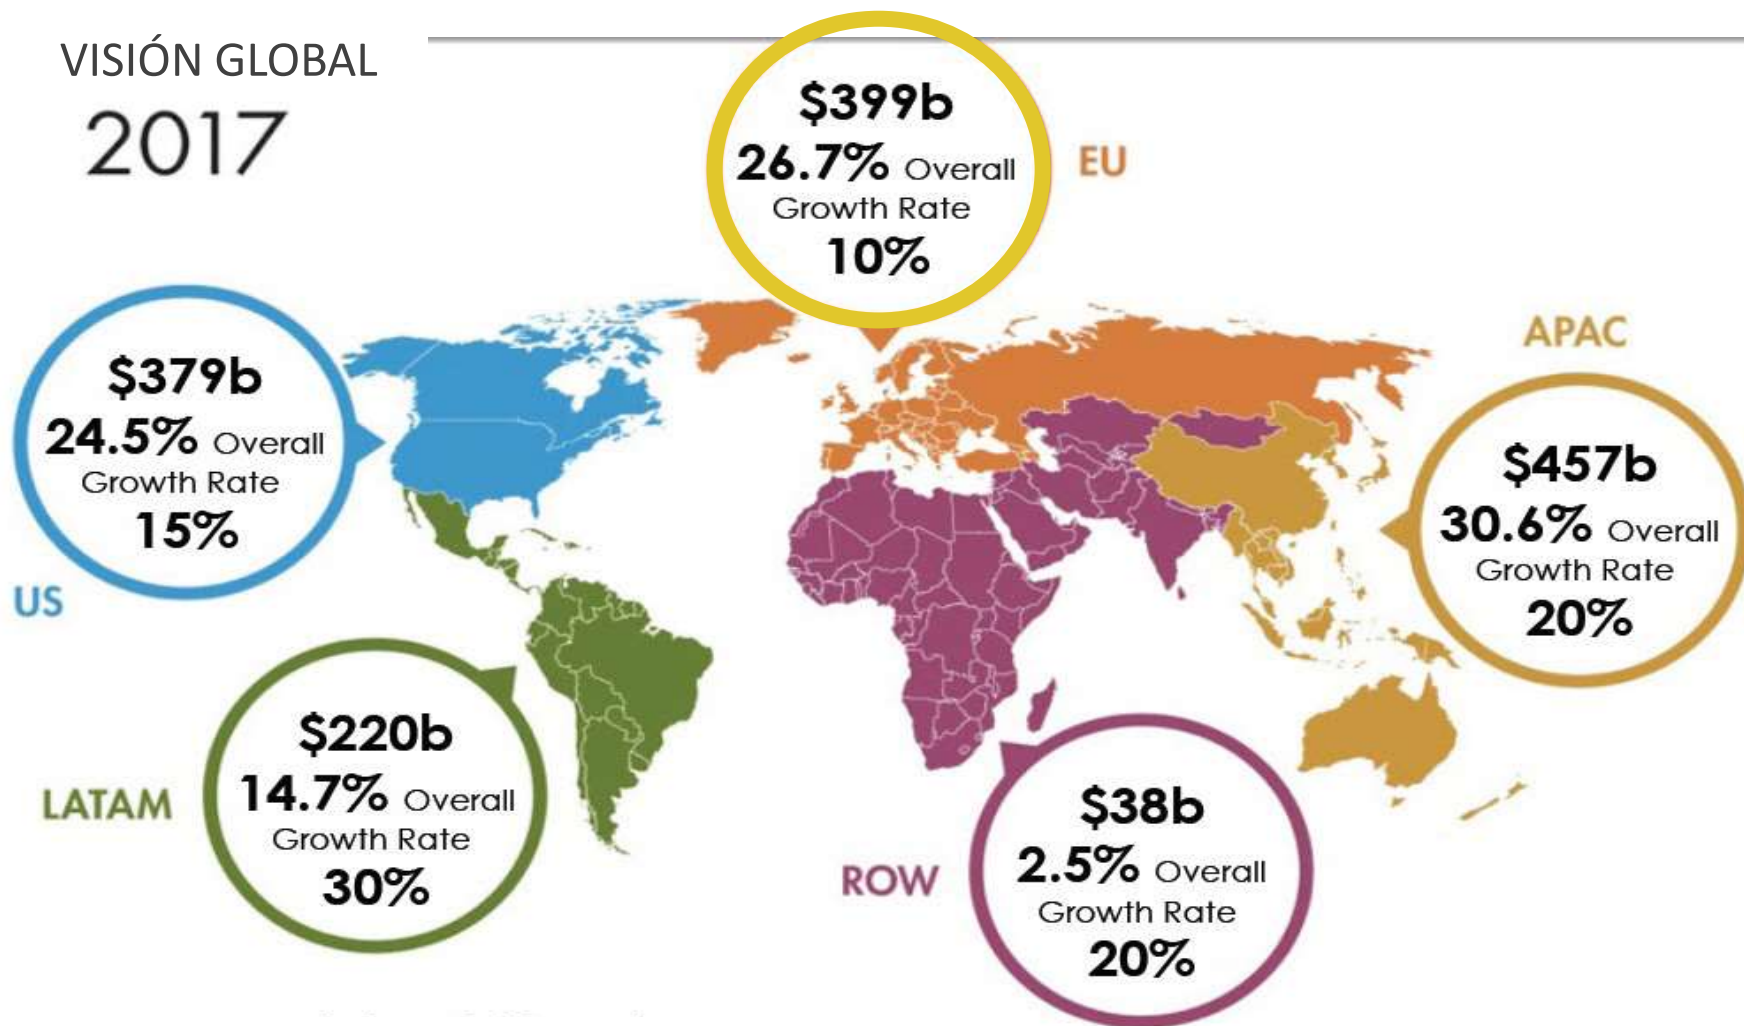 VISIÓN GLOBAL
2017
$399b
26.7% Overall
Growth Rate
10%
EU
APAC
$379b
24.5% Overall
Growth Rate
15%
US
$457b
30.6% Overall
Growth Rate
20%
$220b
14.7% Overall
Growth Rate
30%
LATAM
$38b
2.5% Overall
Growth Rate
20%
ROW